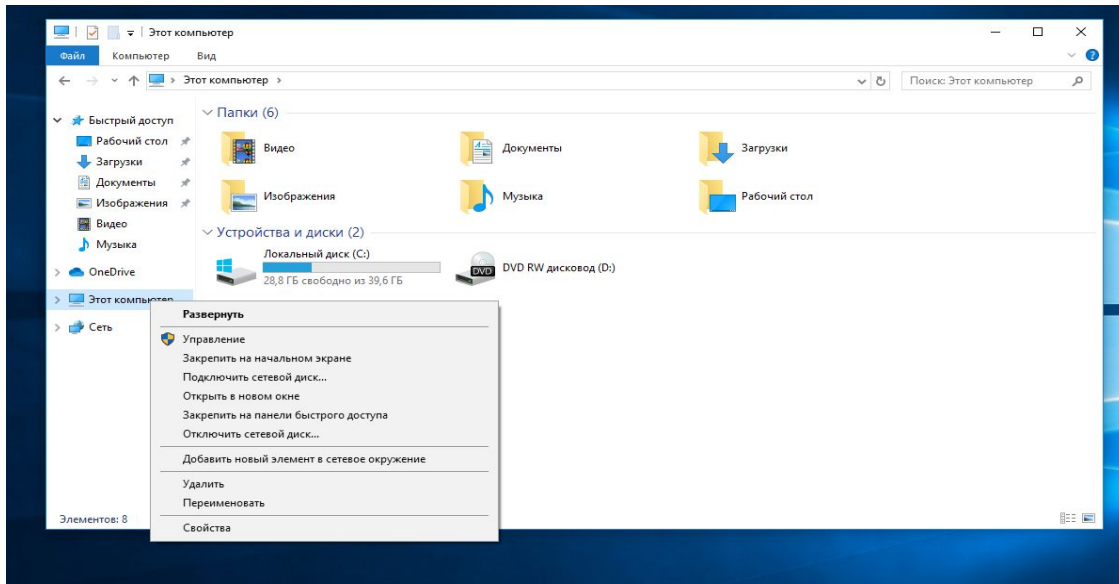 Этот компьютер
Файл Компьютер Вид
Этот компьютер
Поиск: Этот компьютер
Быстрый доступ
Рабочий стол
Загрузки
Документы
Изображения
Видео
Музыка
OneDrive
Этот компьютер
Сеть
Папки (6)
Видео
Документы
Загрузки
Изображения
Музыка
Рабочий стол
Устройства и диски (2)
Локальный диск (C:)
28,8 ГБ свободно из 39,6 ГБ
DVD
DVD RW дисковод (D:)
Развернуть
Управление
Закрепить на начальном экране
Подключить сетевой диск...
Открыть в новом окне
Закрепить на панели быстрого доступа
Отключить сетевой диск...
Добавить новый элемент в сетевое окружение
Удалить
Переименовать
Свойства
Элементов: 8